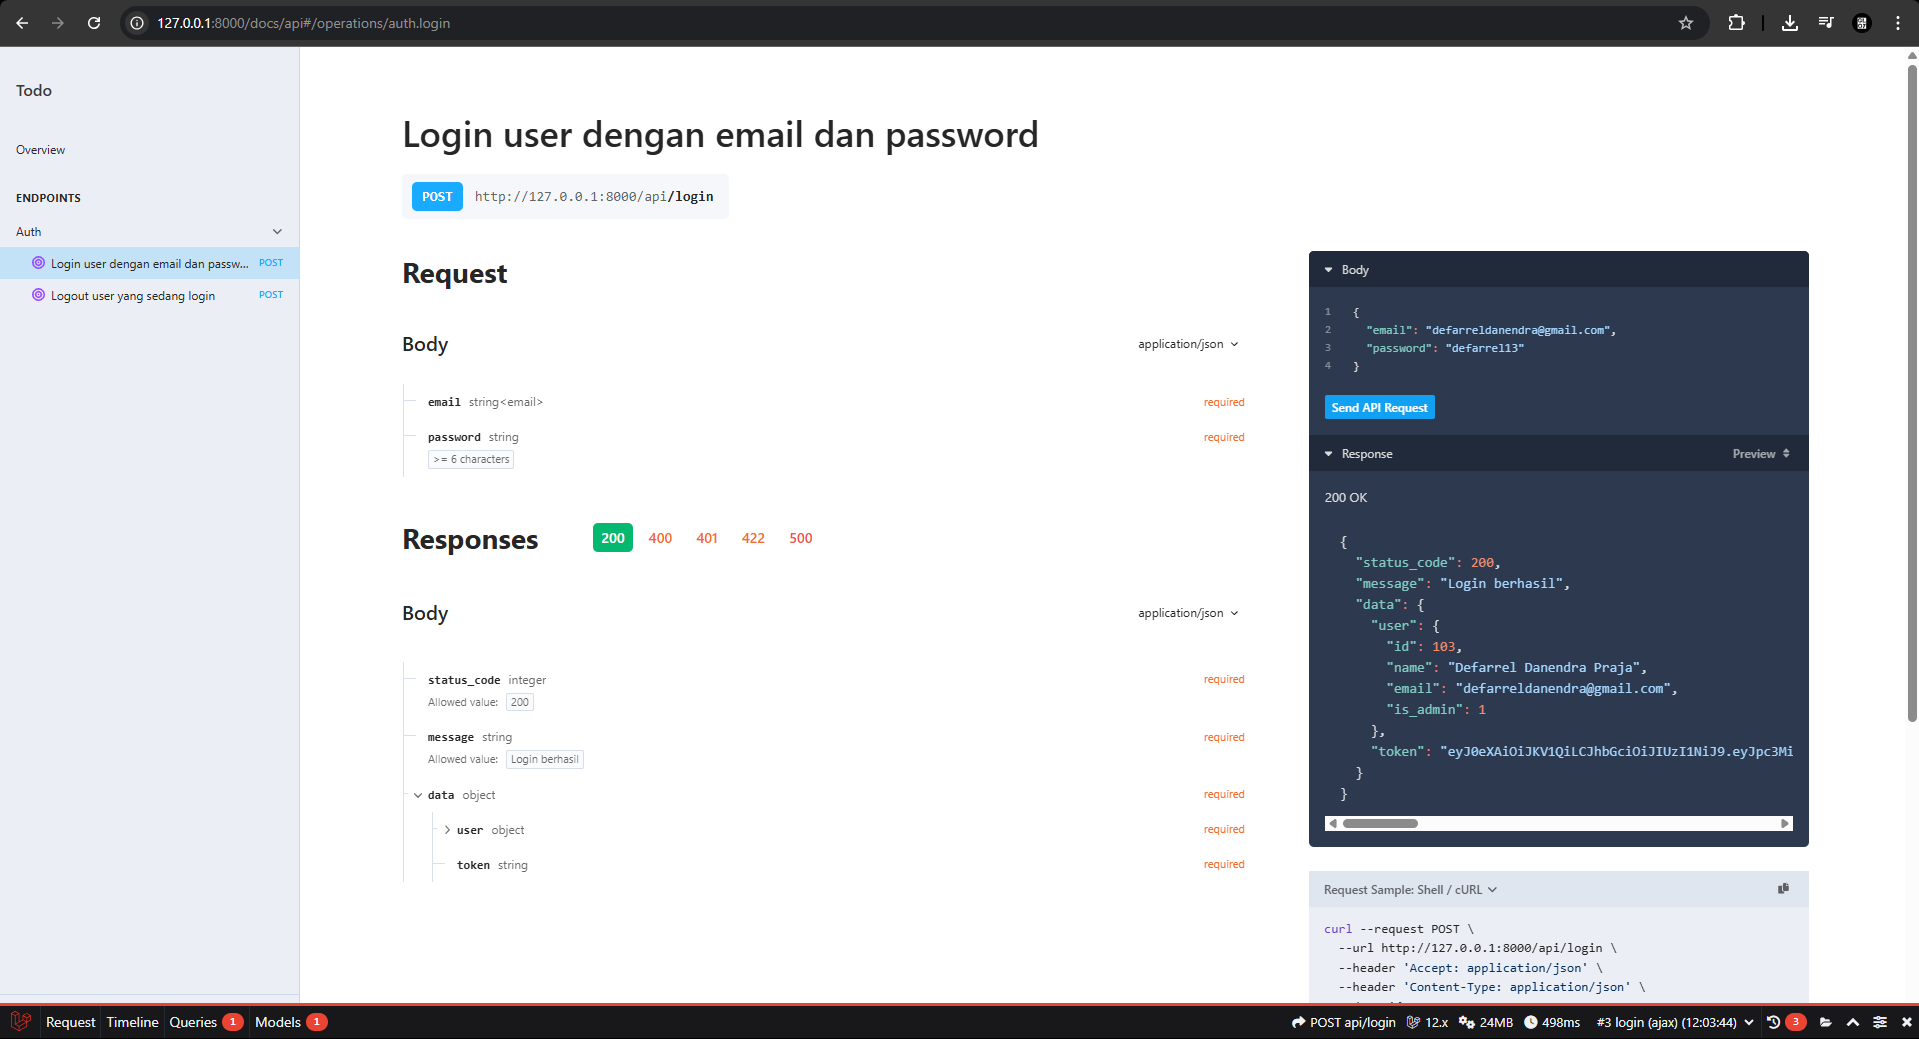 127.0.0.1:8000/docs/api#/operations/auth.login
Todo
Overview
ENDPOINTS
Auth
Login user dengan email dan passw... POST
Logout user yang sedang login POST
Login user dengan email dan password
POST http://127.0.0.1:8000/api/login
Request
Body application/json
email string<email> required
password string required
>= 6 characters
Responses 200 400 401 422 500
Body application/json
status_code integer required
Allowed value: 200
message string required
Allowed value: Login berhasil
data object required
user object required
token string required
Body
1 {
2 "email": "defarreldanendra@gmail.com",
3 "password": "defarrel13"
4 }
Send API Request
Response Preview
200 OK
{
"status_code": 200,
"message": "Login berhasil",
"data": {
"user": {
"id": 103,
"name": "Defarrel Danendra Praja",
"email": "defarreldanendra@gmail.com",
"is_admin": 1
},
"token": "eyJ0eXAiOiJKV1QiLCJhbGciOiJIUzI1NiJ9.eyJpc3Mi
}
}
Request Sample: Shell / cURL
curl --request POST \
--url http://127.0.0.1:8000/api/login \
--header 'Accept: application/json' \
--header 'Content-Type: application/json' \
Request Timeline Queries 1 Models 1 POST api/login 12.x 24MB 498ms #3 login (ajax) (12:03:44) 3